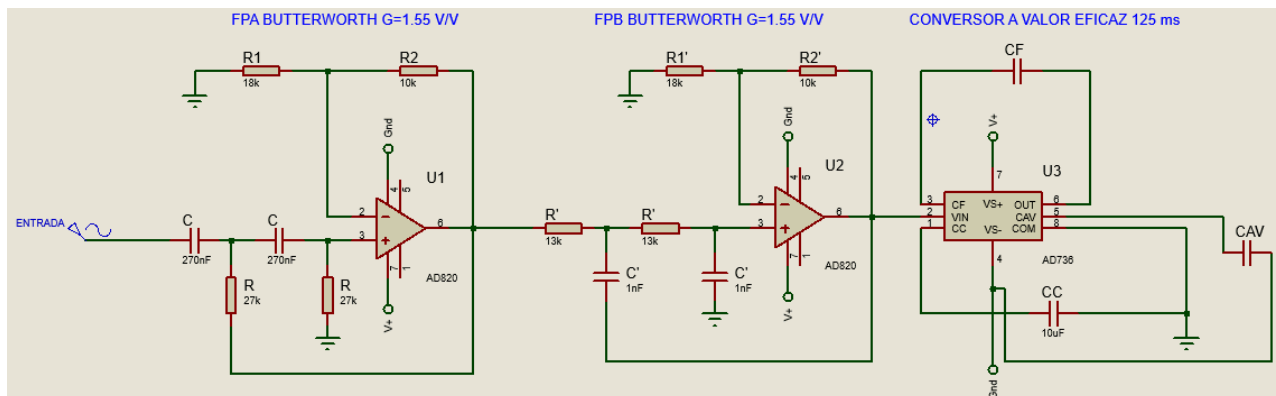 FPA BUTTERWORTH G=1.55 V/V
FPB BUTTERWORTH G=1.55 V/V
CONVERSOR A VALOR EFICAZ 125 ms
R1
18k
R2
10k
Gnd
U1
4
5
2
3
6
7
1
AD820
V+
ENTRADA
C
270nF
C
270nF
R
27k
R
27k
R1'
18k
R2'
10k
Gnd
U2
4
5
2
3
6
7
1
AD820
V+
R'
13k
R'
13k
C'
1nF
C'
1nF
CF
V+
7
U3
3
2
1
CF
VIN
CC
VS+
VS-
OUT
CAV
COM
6
5
8
4
AD736
CAV
CC
10uF
Gnd